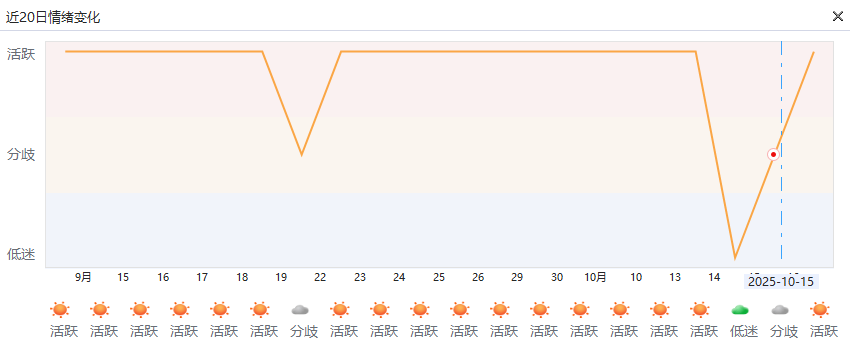 近20日情绪变化
活跃
分歧
低迷
9月 15 16 17 18 19 22 23 24 25 26 29 30 10月 10 13 14
2025-10-15
活跃 活跃 活跃 活跃 活跃 活跃 分歧 活跃 活跃 活跃 活跃 活跃 活跃 活跃 活跃 活跃 活跃 低迷 分歧 活跃